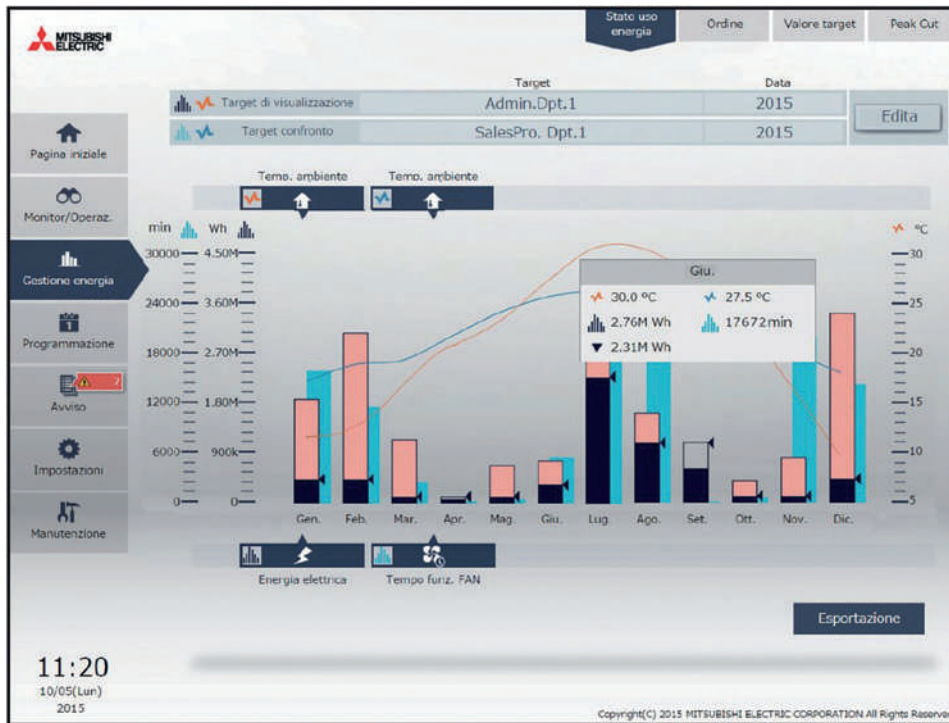 MITSUBISHI
ELECTRIC
Stato uso
energia
Ordine
Valore target
Peak Cut
Target
Data
Target di visualizzazione
Admin.Dpt.1
2015
Target confronto
SalesPro. Dpt.1
2015
Edita
Pagina iniziale
Monitor/Operaz.
Gestione energia
1
Programmazione
7
Avviso
Impostazioni
Manutenzione
Temp. ambiente
Temp. ambiente
min
Wh
°C
30000
4.50M
30
24000
3.60M
25
18000
2.70M
20
12000
1.80M
15
6000
900k
10
0
0
5
Giu.
30.0 °C
27.5 °C
2.76M Wh
17672min
2.31M Wh
Gen.
Feb.
Mar.
Apr.
Mag.
Giu.
Lug.
Ago.
Set.
Ott.
Nov.
Dic.
Energia elettrica
Tempo funz. FAN
Esportazione
11:20
10/05(Lun)
2015
Copyright(C) 2015 MITSUBISHI ELECTRIC CORPORATION All Rights Reserve